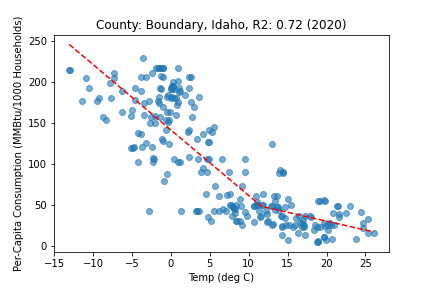 County: Boundary, Idaho, R2: 0.72 (2020)
Per-Capita Consumption (MMBtu/1000 Households)
250
200
150
100
50
0
−15 −10 −5 0 5 10 15 20 25
Temp (deg C)